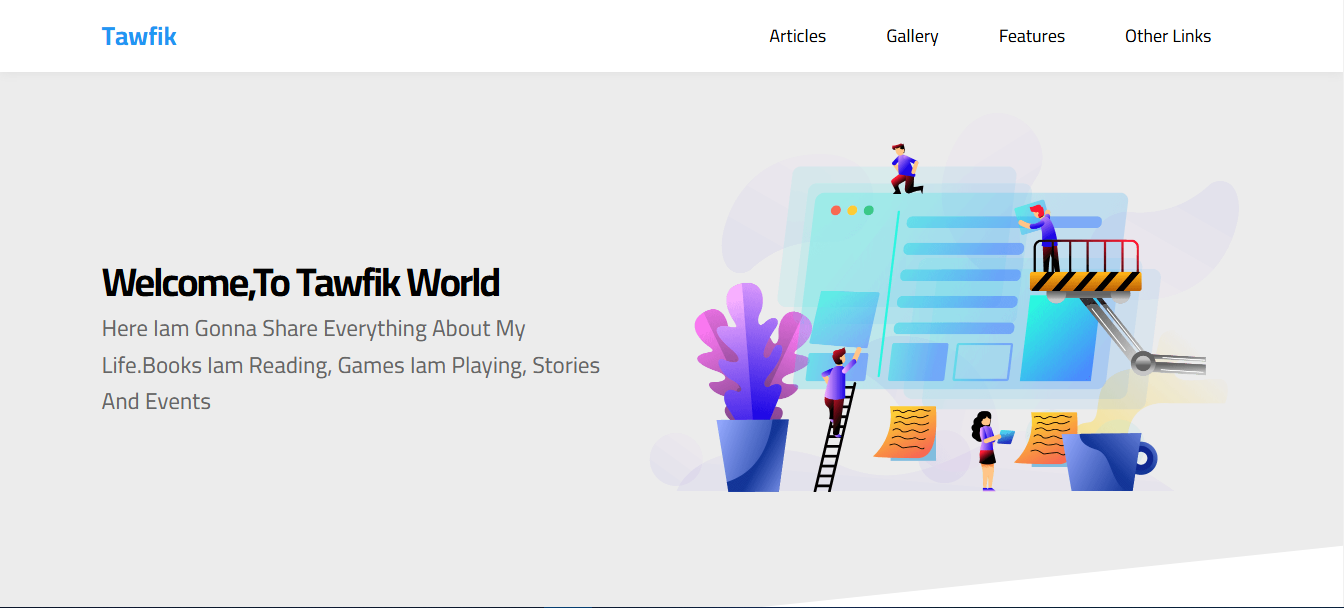 Tawfik
Articles
Gallery
Features
Other Links
Welcome,To Tawfik World
Here Iam Gonna Share Everything About My
Life.Books Iam Reading, Games Iam Playing, Stories
And Events